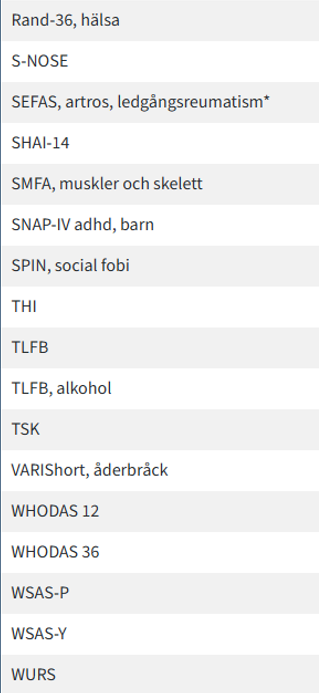 Rand-36, hälsa
S-NOSE
SEFAS, artros, ledgångsreumatism*
SHAI-14
SMFA, muskler och skelett
SNAP-IV adhd, barn
SPIN, social fobi
THI
TLFB
TLFB, alkohol
TSK
VARIShort, åderbråck
WHODAS 12
WHODAS 36
WSAS-P
WSAS-Y
WURS